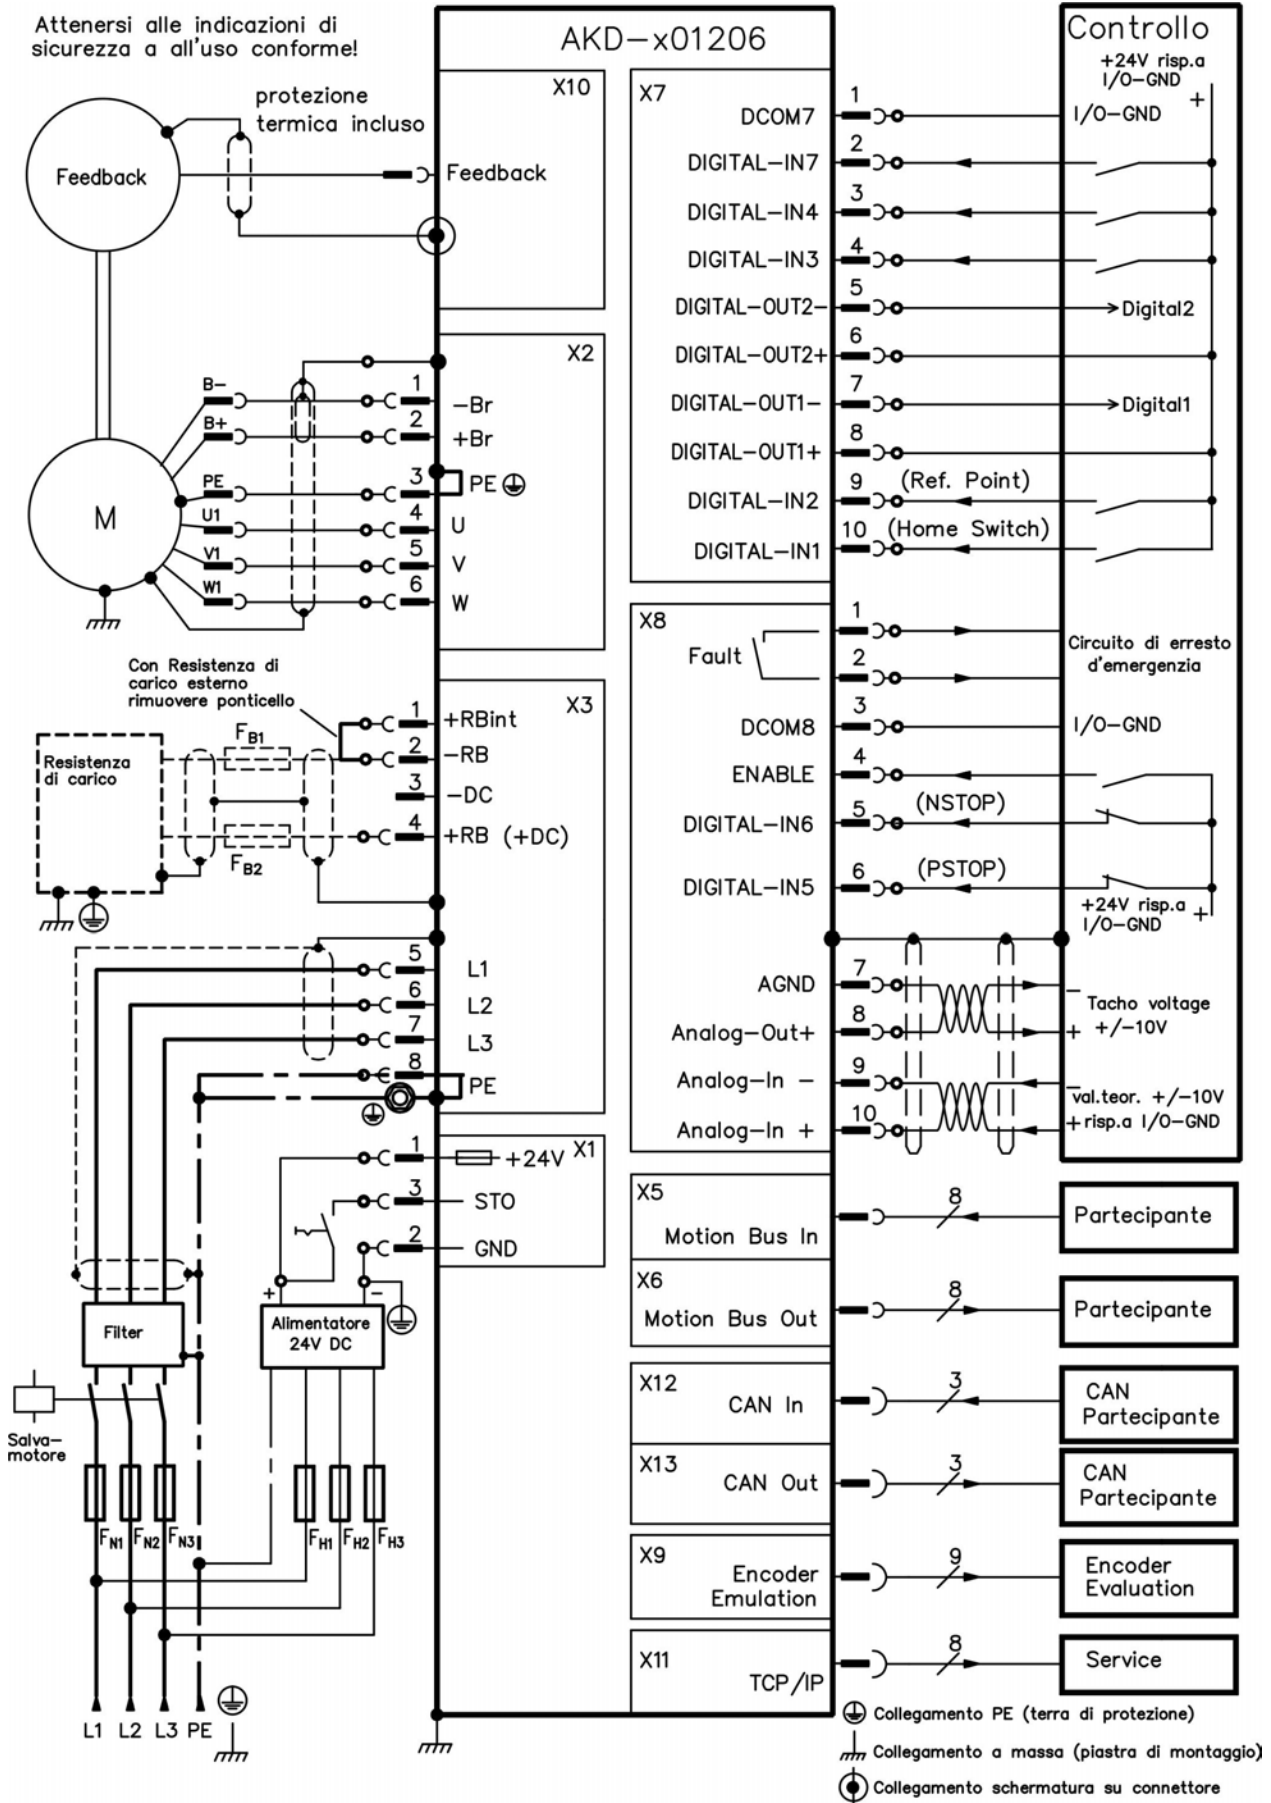 Attenersi alle indicazioni di
sicurezza a all'uso conforme!
AKD-x01206
Controllo
+24V risp.a
I/O-GND
+
protezione
termica incluso
Feedback
X10
Feedback
X7
DCOM7
1
I/O-GND
DIGITAL-IN7
2
DIGITAL-IN4
3
DIGITAL-IN3
4
DIGITAL-OUT2-
5
Digital2
DIGITAL-OUT2+
6
DIGITAL-OUT1-
7
Digital1
DIGITAL-OUT1+
8
DIGITAL-IN2
9
(Ref. Point)
DIGITAL-IN1
10
(Home Switch)
X2
B-
1
-Br
B+
2
+Br
PE
3
PE
M
U1
4
U
V1
5
V
W1
6
W
X8
Fault
1
2
Circuito di erresto
d'emergenzia
DCOM8
3
I/O-GND
ENABLE
4
DIGITAL-IN6
5
(NSTOP)
DIGITAL-IN5
6
(PSTOP)
+24V risp.a
I/O-GND
+
AGND
7
-
Tacho voltage
+/-10V
Analog-Out+
8
+
Analog-In -
9
-
val.teor. +/-10V
Analog-In +
10
+ risp.a I/O-GND
Con Resistenza di
carico esterno
rimuovere ponticello
X3
1
+RBint
FB1
2
-RB
Resistenza
di carico
3
-DC
4
+RB (+DC)
FB2
5
L1
6
L2
7
L3
8
PE
X1
1
+24V
3
STO
2
GND
+
-
Filter
Alimentatore
24V DC
Salva-
motore
FN1
FN2
FN3
FH1
FH2
FH3
L1
L2
L3
PE
X5
Motion Bus In
8
Partecipante
X6
Motion Bus Out
8
Partecipante
X12
CAN In
3
CAN
Partecipante
X13
CAN Out
3
CAN
Partecipante
X9
Encoder
Emulation
9
Encoder
Evaluation
X11
TCP/IP
8
Service
Collegamento PE (terra di protezione)
Collegamento a massa (piastra di montaggio)
Collegamento schermatura su connettore